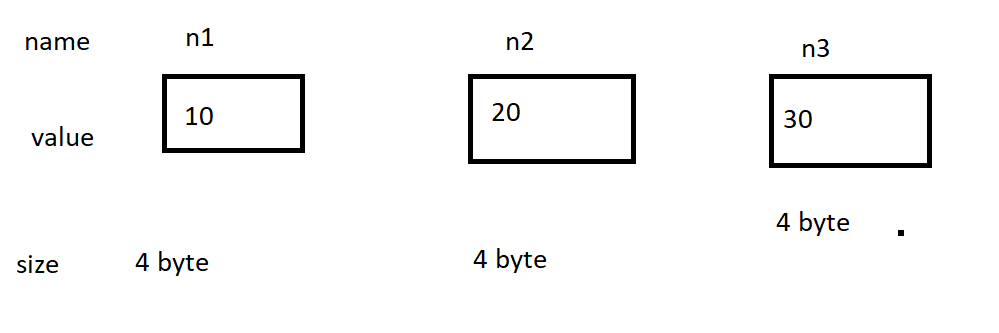 name n1 n2 n3
value 10 20 30
size 4 byte 4 byte 4 byte